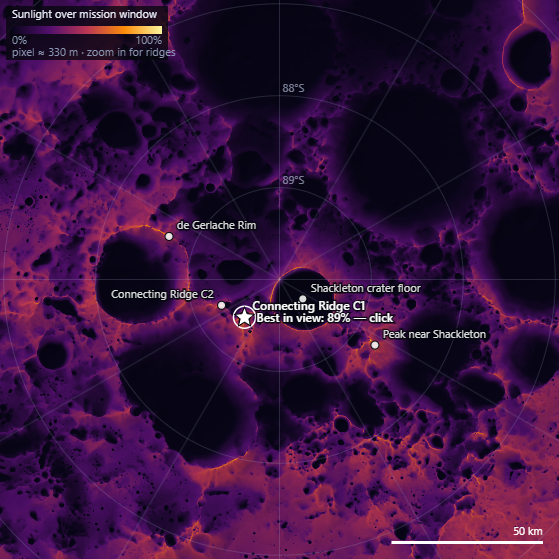 Sunlight over mission window
0% 100%
pixel ≈ 330 m · zoom in for ridges
88°S
89°S
de Gerlache Rim
Shackleton crater floor
Connecting Ridge C2
Connecting Ridge C1
Best in view: 89% — click
Peak near Shackleton
50 km